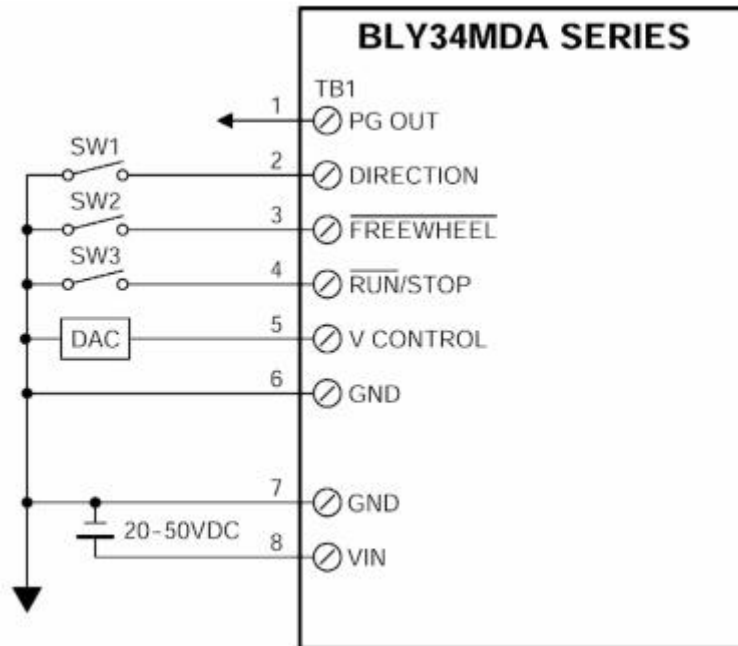 BLY34MDA SERIES
TB1
1 PG OUT
SW1
2 DIRECTION
SW2
3 FREEWHEEL
SW3
4 RUN/STOP
DAC 5 V CONTROL
6 GND
7 GND
20-50VDC
8 VIN